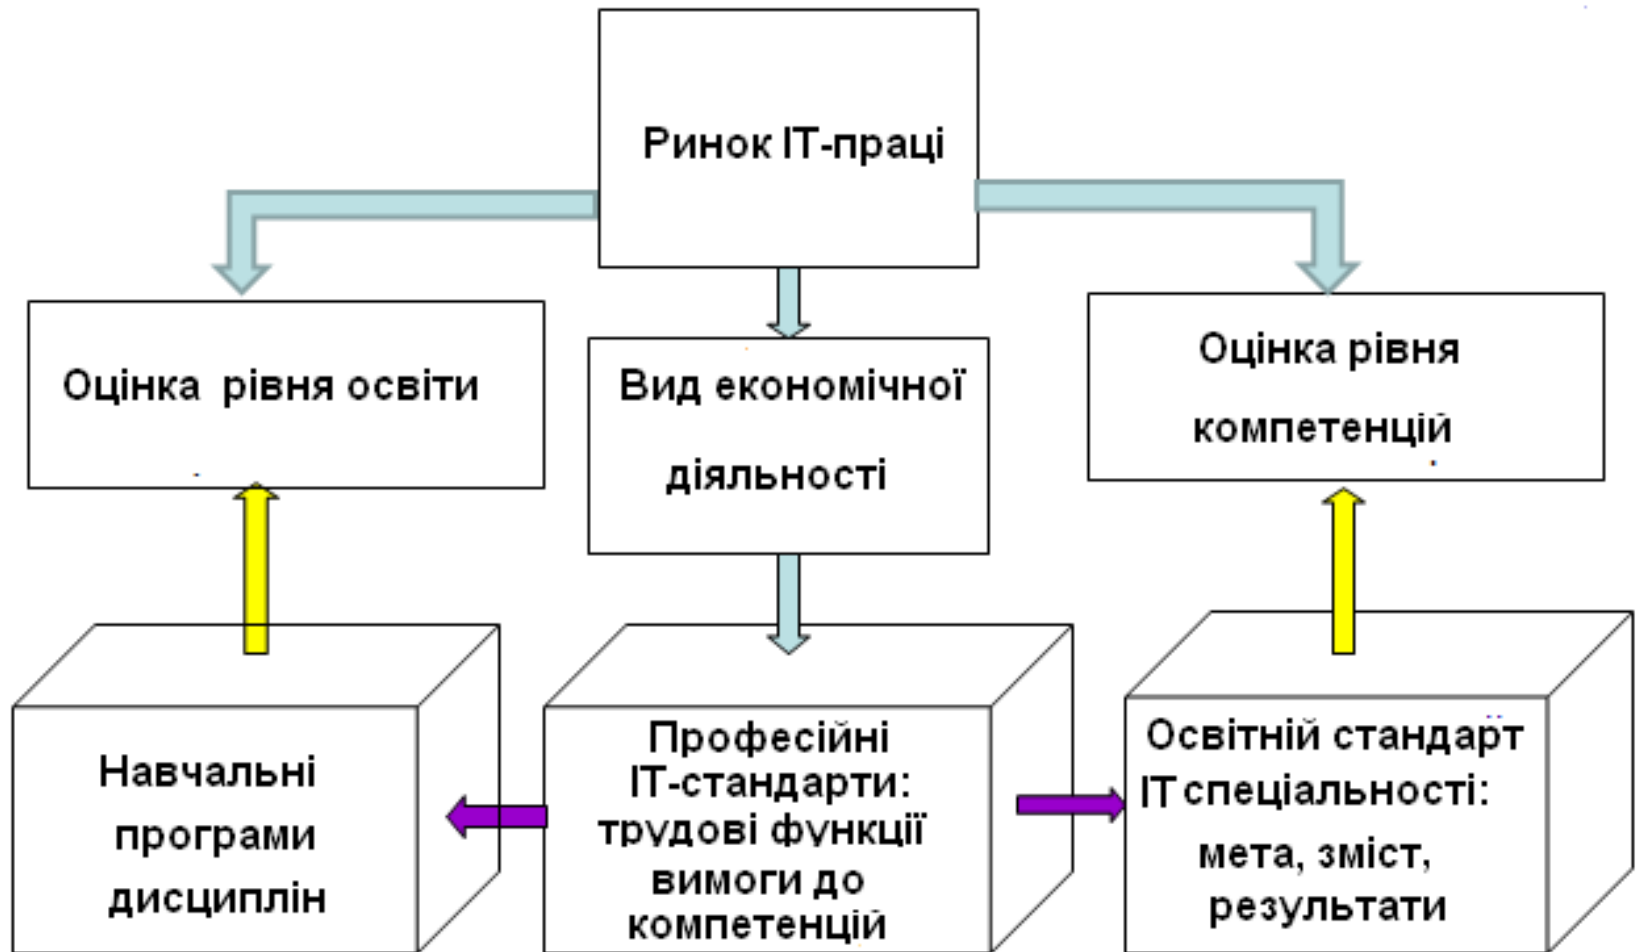 Ринок ІТ-праці
Оцінка рівня освіти
Вид економічної
діяльності
Оцінка рівня
компетенцій
Навчальні
програми
дисциплін
Професійні
ІТ-стандарти:
трудові функції
вимоги до
компетенцій
Освітній стандарт
ІТ спеціальності:
мета, зміст,
результати